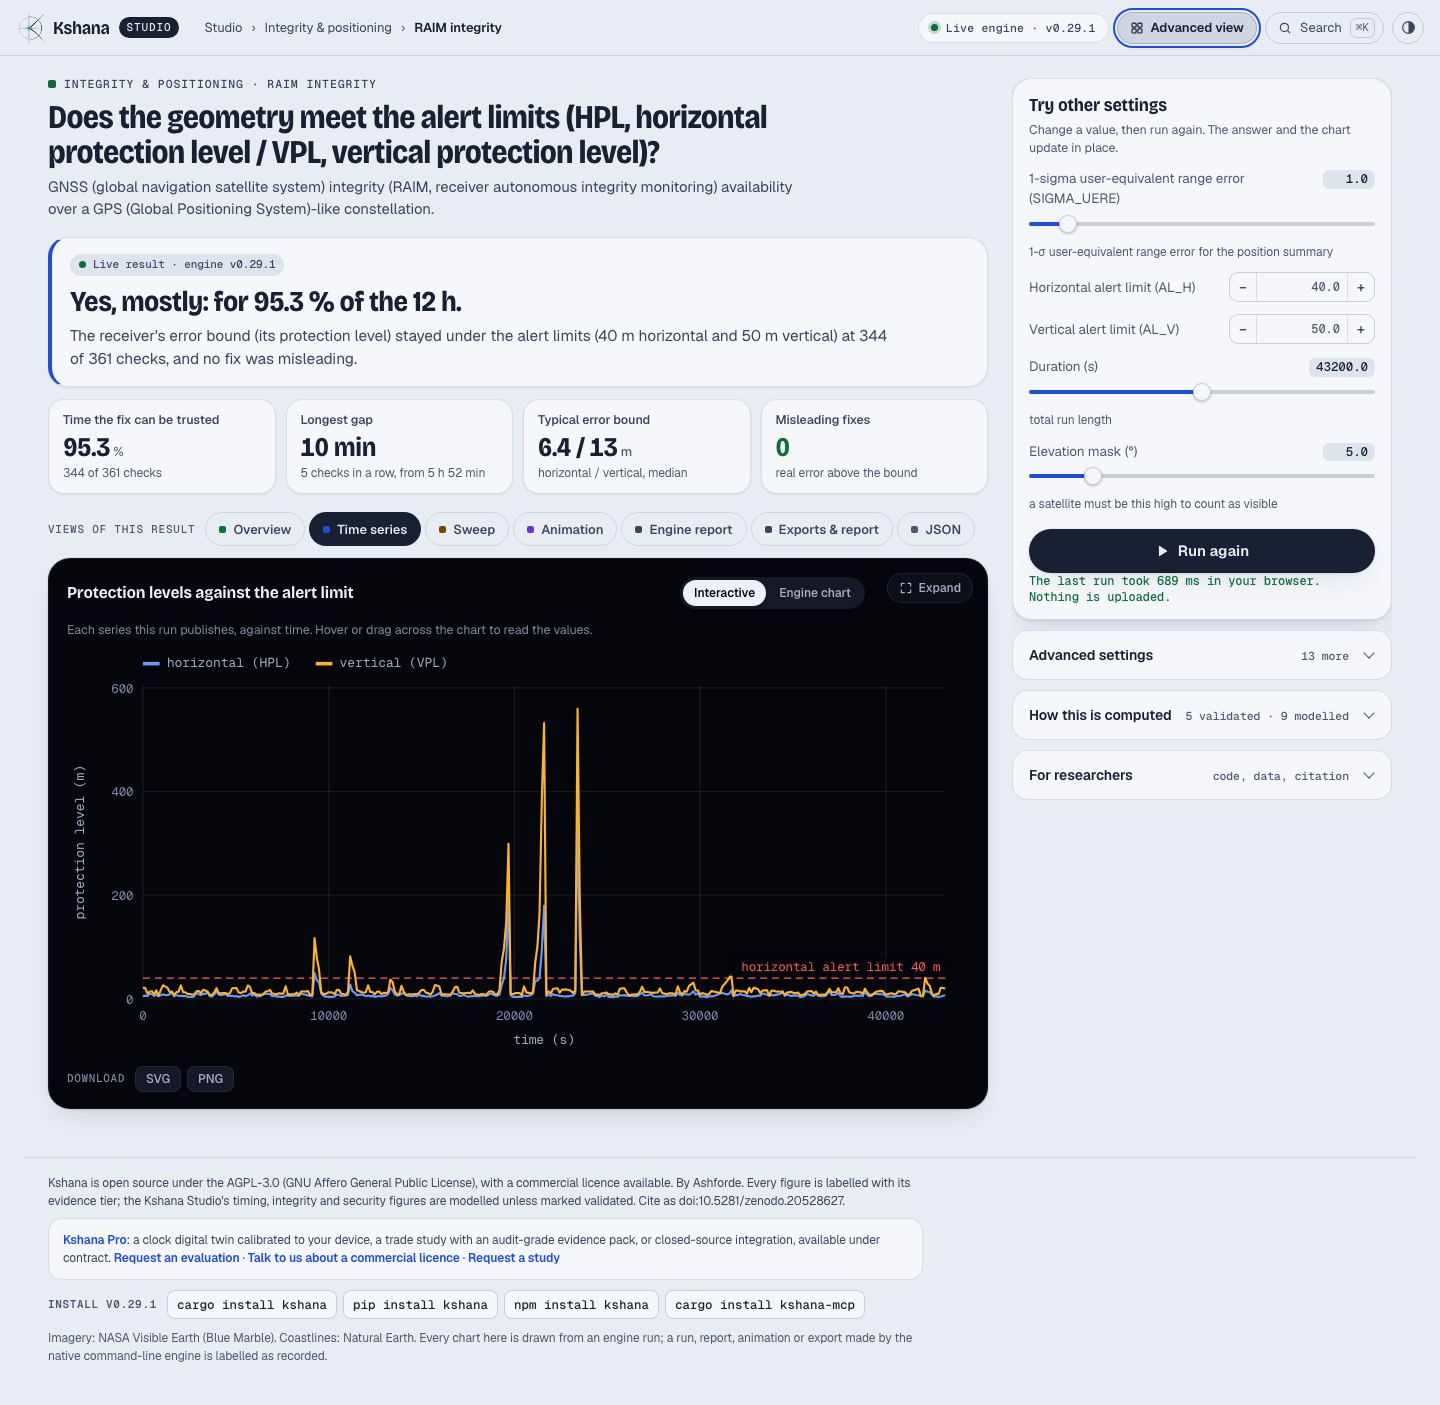 Kshana STUDIO Studio › Integrity & positioning › RAIM integrity Live engine · v0.29.1 Advanced view Search ⌘K
INTEGRITY & POSITIONING · RAIM INTEGRITY
Does the geometry meet the alert limits (HPL, horizontal
protection level / VPL, vertical protection level)?
GNSS (global navigation satellite system) integrity (RAIM, receiver autonomous integrity monitoring) availability
over a GPS (Global Positioning System)-like constellation.
Live result · engine v0.29.1
Yes, mostly: for 95.3 % of the 12 h.
The receiver's error bound (its protection level) stayed under the alert limits (40 m horizontal and 50 m vertical) at 344
of 361 checks, and no fix was misleading.
Time the fix can be trusted
95.3 %
344 of 361 checks
Longest gap
10 min
5 checks in a row, from 5 h 52 min
Typical error bound
6.4 / 13 m
horizontal / vertical, median
Misleading fixes
0
real error above the bound
VIEWS OF THIS RESULT Overview Time series Sweep Animation Engine report Exports & report JSON
Protection levels against the alert limit Interactive Engine chart Expand
Each series this run publishes, against time. Hover or drag across the chart to read the values.
horizontal (HPL) vertical (VPL)
600
400
200
0
protection level (m)
horizontal alert limit 40 m
0 10000 20000 30000 40000
time (s)
DOWNLOAD SVG PNG
Try other settings
Change a value, then run again. The answer and the chart
update in place.
1-sigma user-equivalent range error 1.0
(SIGMA_UERE)
1-σ user-equivalent range error for the position summary
Horizontal alert limit (AL_H) − 40.0 +
Vertical alert limit (AL_V) − 50.0 +
Duration (s) 43200.0
total run length
Elevation mask (°) 5.0
a satellite must be this high to count as visible
Run again
The last run took 689 ms in your browser.
Nothing is uploaded.
Advanced settings 13 more
How this is computed 5 validated · 9 modelled
For researchers code, data, citation
Kshana is open source under the AGPL-3.0 (GNU Affero General Public License), with a commercial licence available. By Ashforde. Every figure is labelled with its
evidence tier; the Kshana Studio's timing, integrity and security figures are modelled unless marked validated. Cite as doi:10.5281/zenodo.20528627.
Kshana Pro: a clock digital twin calibrated to your device, a trade study with an audit-grade evidence pack, or closed-source integration, available under
contract. Request an evaluation · Talk to us about a commercial licence · Request a study
INSTALL V0.29.1 cargo install kshana pip install kshana npm install kshana cargo install kshana-mcp
Imagery: NASA Visible Earth (Blue Marble). Coastlines: Natural Earth. Every chart here is drawn from an engine run; a run, report, animation or export made by the
native command-line engine is labelled as recorded.